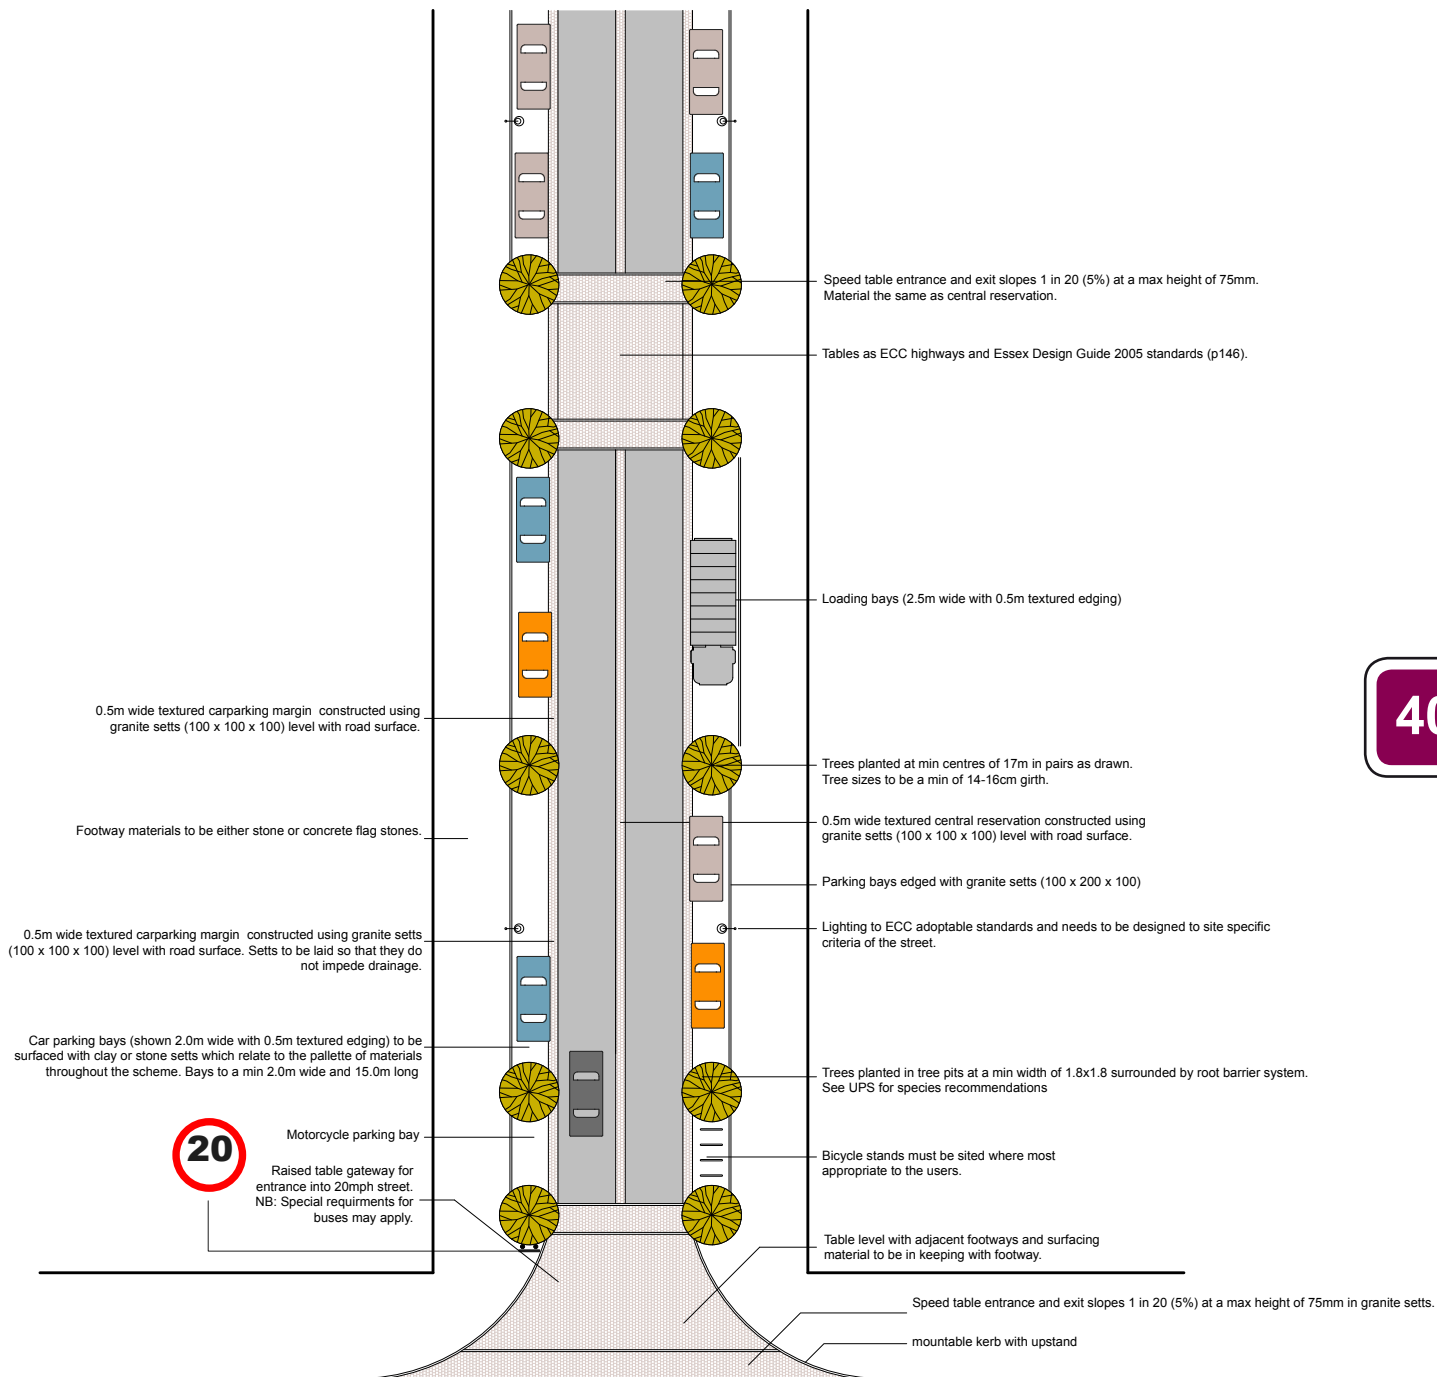 Speed table entrance and exit slopes 1 in 20 (5%) at a max height of 75mm.
Material the same as central reservation.
Tables as ECC highways and Essex Design Guide 2005 standards (p146).
Loading bays (2.5m wide with 0.5m textured edging)
40
0.5m wide textured carparking margin  constructed using
granite setts (100 x 100 x 100) level with road surface.
Trees planted at min centres of 17m in pairs as drawn.
Tree sizes to be a min of 14-16cm girth.
Footway materials to be either stone or concrete flag stones.
0.5m wide textured central reservation constructed using
granite setts (100 x 100 x 100) level with road surface.
Parking bays edged with granite setts (100 x 200 x 100)
0.5m wide textured carparking margin  constructed using granite setts
(100 x 100 x 100) level with road surface. Setts to be laid so that they do
not impede drainage.
Lighting to ECC adoptable standards and needs to be designed to site specific
criteria of the street.
Car parking bays (shown 2.0m wide with 0.5m textured edging) to be
surfaced with clay or stone setts which relate to the pallette of materials
throughout the scheme. Bays to a min 2.0m wide and 15.0m long
Trees planted in tree pits at a min width of 1.8x1.8 surrounded by root barrier system.
See UPS for species recommendations
20
Motorcycle parking bay
Bicycle stands must be sited where most
appropriate to the users.
Raised table gateway for
entrance into 20mph street.
NB: Special requirments for
buses may apply.
Table level with adjacent footways and surfacing
material to be in keeping with footway.
Speed table entrance and exit slopes 1 in 20 (5%) at a max height of 75mm in granite setts.
mountable kerb with upstand